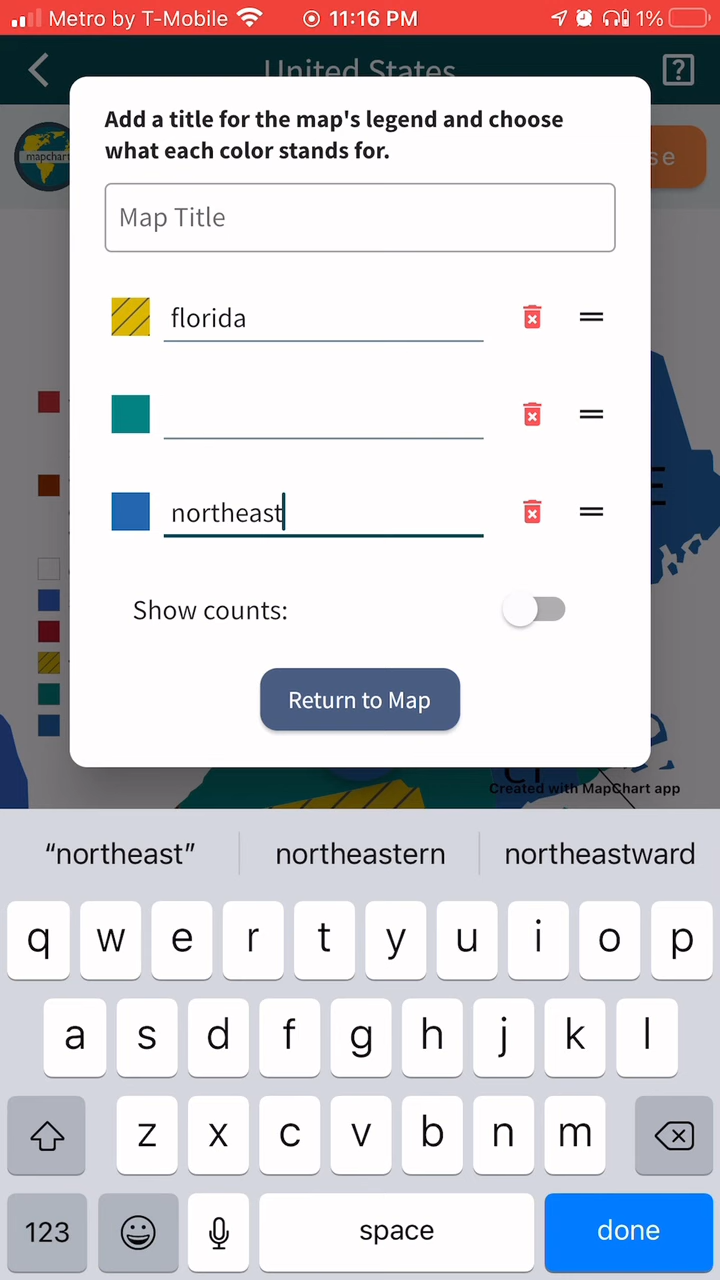 Metro by T-Mobile 11:16 PM 1%
United States
?
mapchart
se
Add a title for the map's legend and choose
what each color stands for.
Map Title
florida
northeast
Show counts:
Return to Map
Created with MapChart app
“northeast” northeastern northeastward
q w e r t y u i o p
a s d f g h j k l
z x c v b n m
123 space done